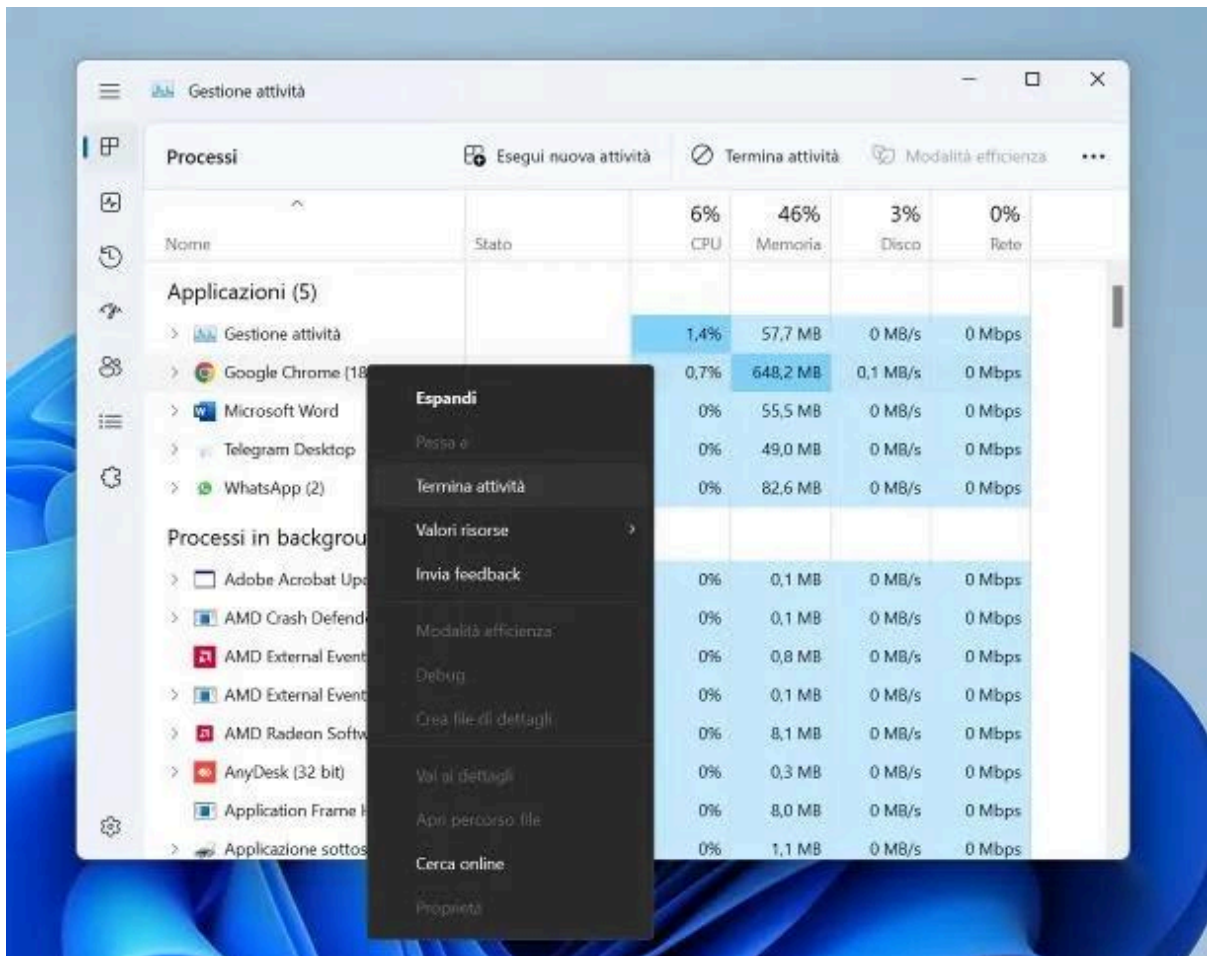 Gestione attività
Processi Esegui nuova attività Termina attività Modalità efficienza
6% 46% 3% 0%
Nome Stato CPU Memoria Disco Rete
Applicazioni (5)
Gestione attività 1,4% 57,7 MB 0 MB/s 0 Mbps
Google Chrome (18 0,7% 648,2 MB 0,1 MB/s 0 Mbps
Microsoft Word 0% 55,5 MB 0 MB/s 0 Mbps
Telegram Desktop 0% 49,0 MB 0 MB/s 0 Mbps
WhatsApp (2) 0% 82,6 MB 0 MB/s 0 Mbps
Processi in backgrou
Adobe Acrobat Upd 0% 0,1 MB 0 MB/s 0 Mbps
AMD Crash Defend 0% 0,1 MB 0 MB/s 0 Mbps
AMD External Event 0% 0,8 MB 0 MB/s 0 Mbps
AMD External Event 0% 0,1 MB 0 MB/s 0 Mbps
AMD Radeon Softw 0% 8,1 MB 0 MB/s 0 Mbps
AnyDesk (32 bit) 0% 0,3 MB 0 MB/s 0 Mbps
Application Frame H 0% 8,0 MB 0 MB/s 0 Mbps
Applicazione sottos 0% 1,1 MB 0 MB/s 0 Mbps
Espandi
Passa a
Termina attività
Valori risorse
Invia feedback
Modalità efficienza
Debug
Crea file di dettagli
Vai ai dettagli
Apri percorso file
Cerca online
Proprietà